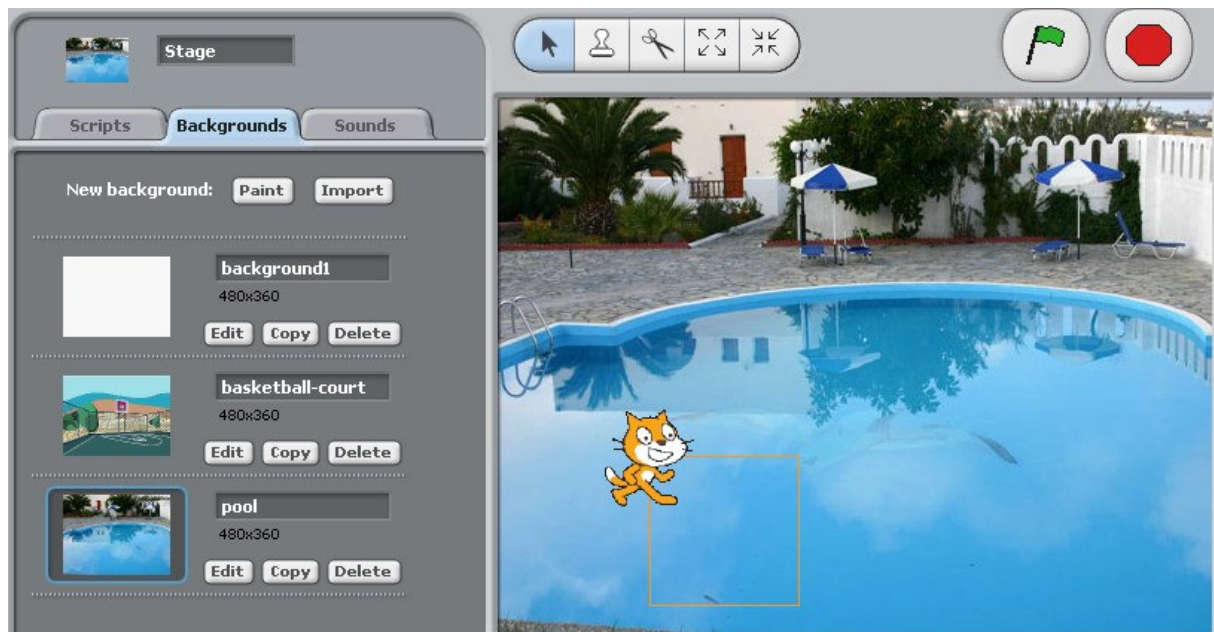 Stage
Scripts Backgrounds Sounds
New background: Paint Import
background1
480x360
Edit Copy Delete
basketball-court
480x360
Edit Copy Delete
pool
480x360
Edit Copy Delete